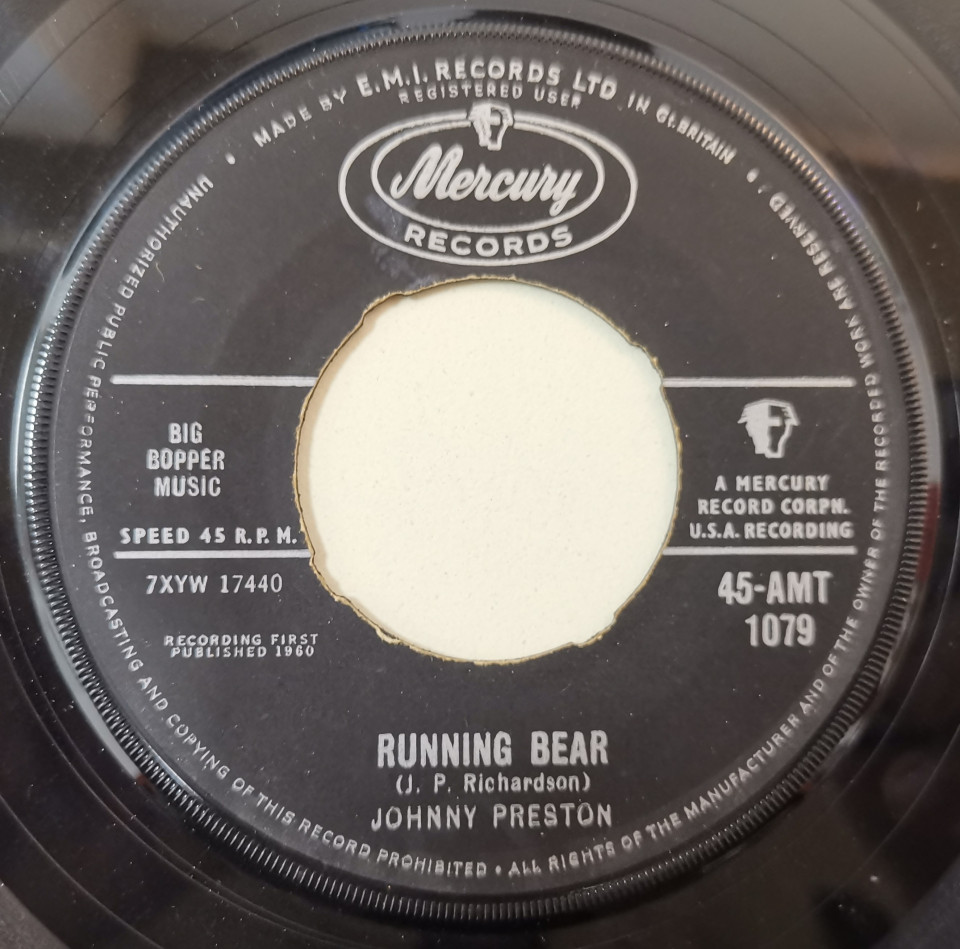 MADE BY E.M.I. RECORDS LTD IN GT.BRITAIN
REGISTERED USER
Mercury
RECORDS
BIG
BOPPER
MUSIC
SPEED 45 R.P.M.
A MERCURY
RECORD CORPN.
U.S.A. RECORDING
7XYW 17440
45-AMT
1079
RECORDING FIRST
PUBLISHED 1960
RUNNING BEAR
(J. P. Richardson)
JOHNNY PRESTON
UNAUTHORIZED PUBLIC PERFORMANCE, BROADCASTING AND COPYING OF THIS RECORD PROHIBITED • ALL RIGHTS OF THE MANUFACTURER AND OF THE OWNER OF THE RECORDED WORK ARE RESERVED